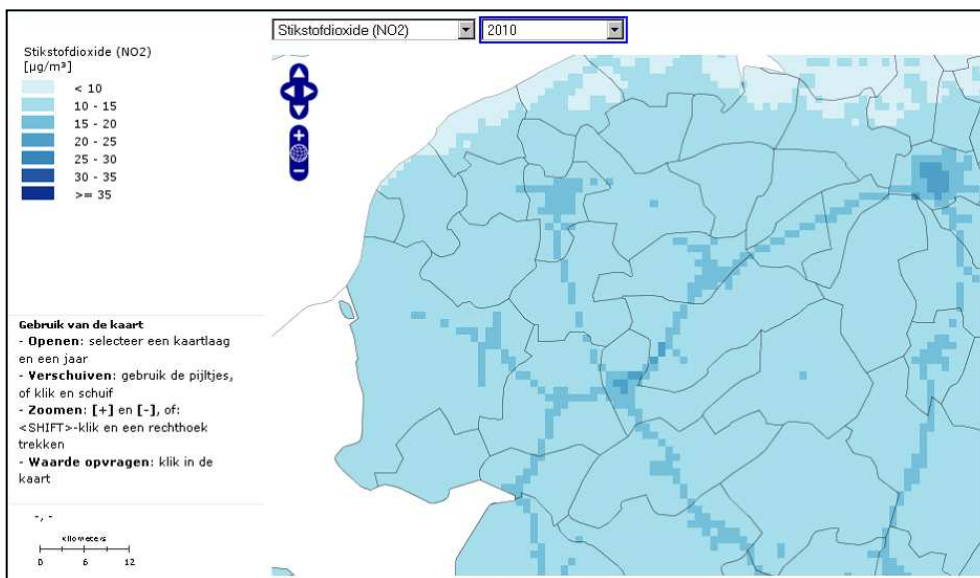 Stikstofdioxide (NO2)
2010
Stikstofdioxide (NO2)
[µg/m³]
< 10
10 - 15
15 - 20
20 - 25
25 - 30
30 - 35
>= 35
+
−
Gebruik van de kaart
- Openen: selecteer een kaartlaag
en een jaar
- Verschuiven: gebruik de pijltjes,
of klik en schuif
- Zoomen: [+] en [-], of:
<SHIFT>-klik en een rechthoek
trekken
- Waarde opvragen: klik in de
kaart
-, -
kilometers
0 6 12